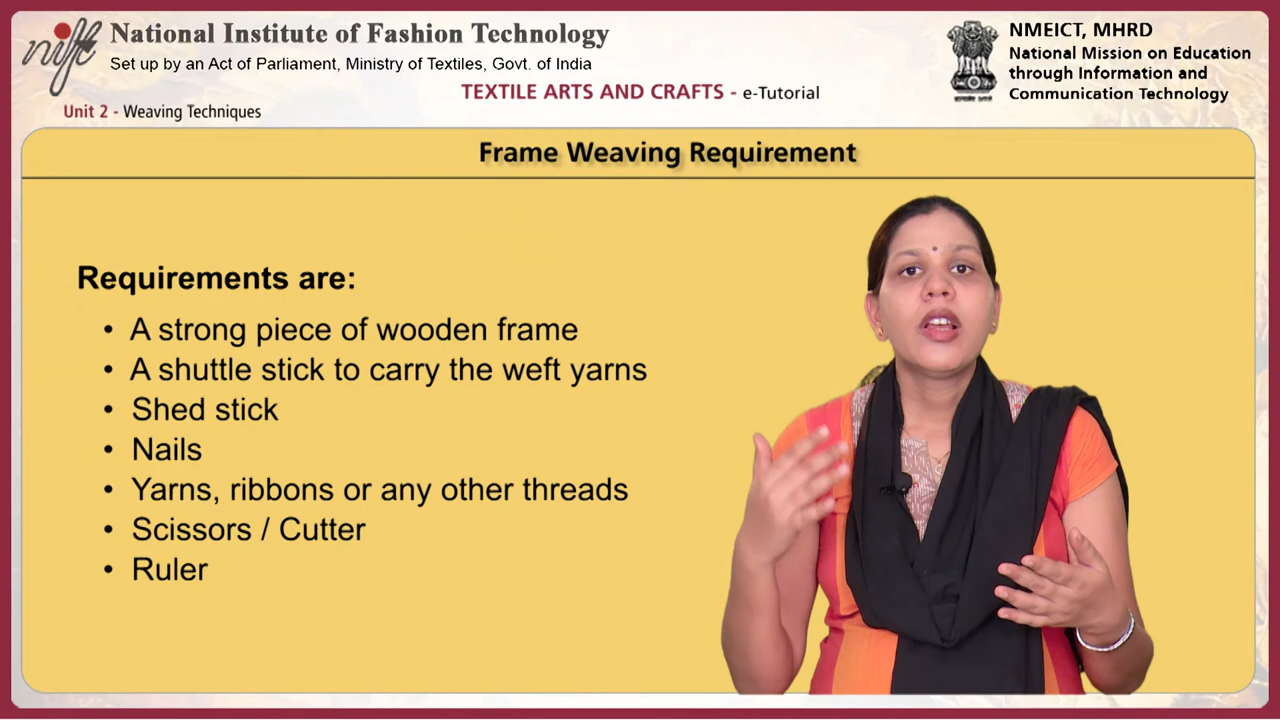 nift
National Institute of Fashion Technology
Set up by an Act of Parliament, Ministry of Textiles, Govt. of India
NMEICT, MHRD
National Mission on Education
through Information and
Communication Technology
TEXTILE ARTS AND CRAFTS - e-Tutorial
Unit 2 - Weaving Techniques
Frame Weaving Requirement
Requirements are:
• A strong piece of wooden frame
• A shuttle stick to carry the weft yarns
• Shed stick
• Nails
• Yarns, ribbons or any other threads
• Scissors / Cutter
• Ruler